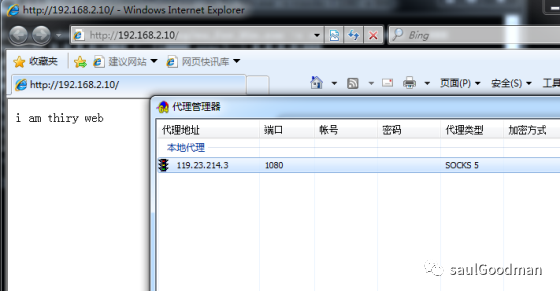 http://192.168.2.10/ - Windows Internet Explorer
http://192.168.2.10/
Bing
收藏夹 建议网站 网页快讯库
http://192.168.2.10/
页面(P) 安全(S) 工具
i am thiry web
代理管理器
代理地址 端口 帐号 密码 代理类型 加密方式
本地代理
119.23.214.3 1080 SOCKS 5
saulGoodman